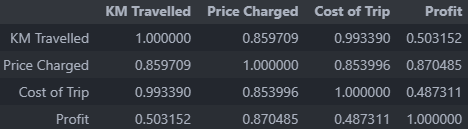 KM Travelled Price Charged Cost of Trip Profit
KM Travelled 1.000000 0.859709 0.993390 0.503152
Price Charged 0.859709 1.000000 0.853996 0.870485
Cost of Trip 0.993390 0.853996 1.000000 0.487311
Profit 0.503152 0.870485 0.487311 1.000000